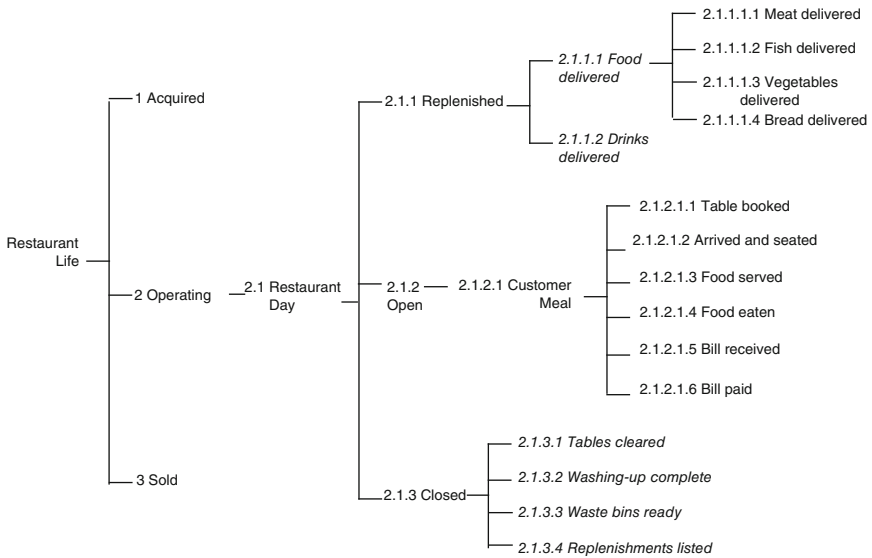 Restaurant
Life
1 Acquired
2 Operating
3 Sold
2.1 Restaurant
Day
2.1.1 Replenished
2.1.1.1 Food
delivered
2.1.1.1.1 Meat delivered
2.1.1.1.2 Fish delivered
2.1.1.1.3 Vegetables
delivered
2.1.1.1.4 Bread delivered
2.1.1.2 Drinks
delivered
2.1.2
Open
2.1.2.1 Customer
Meal
2.1.2.1.1 Table booked
2.1.2.1.2 Arrived and seated
2.1.2.1.3 Food served
2.1.2.1.4 Food eaten
2.1.2.1.5 Bill received
2.1.2.1.6 Bill paid
2.1.3 Closed
2.1.3.1 Tables cleared
2.1.3.2 Washing-up complete
2.1.3.3 Waste bins ready
2.1.3.4 Replenishments listed